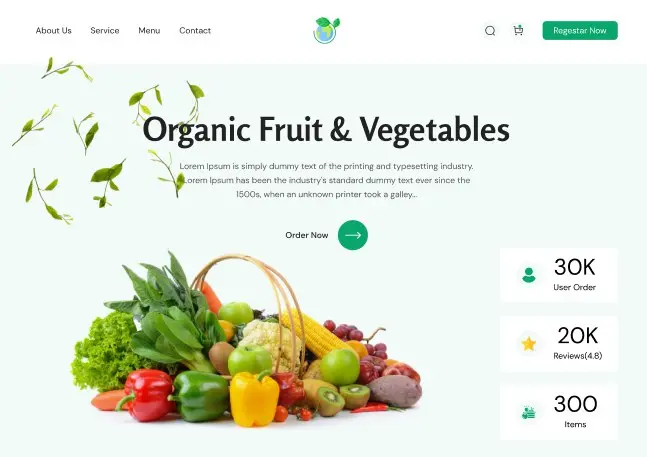 About Us
Service
Menu
Contact
Regestar Now
Organic Fruit & Vegetables
Lorem Ipsum is simply dummy text of the printing and typesetting industry.
Lorem Ipsum has been the industry's standard dummy text ever since the
1500s, when an unknown printer took a galley...
Order Now
30K
User Order
20K
Reviews(4.8)
300
Items